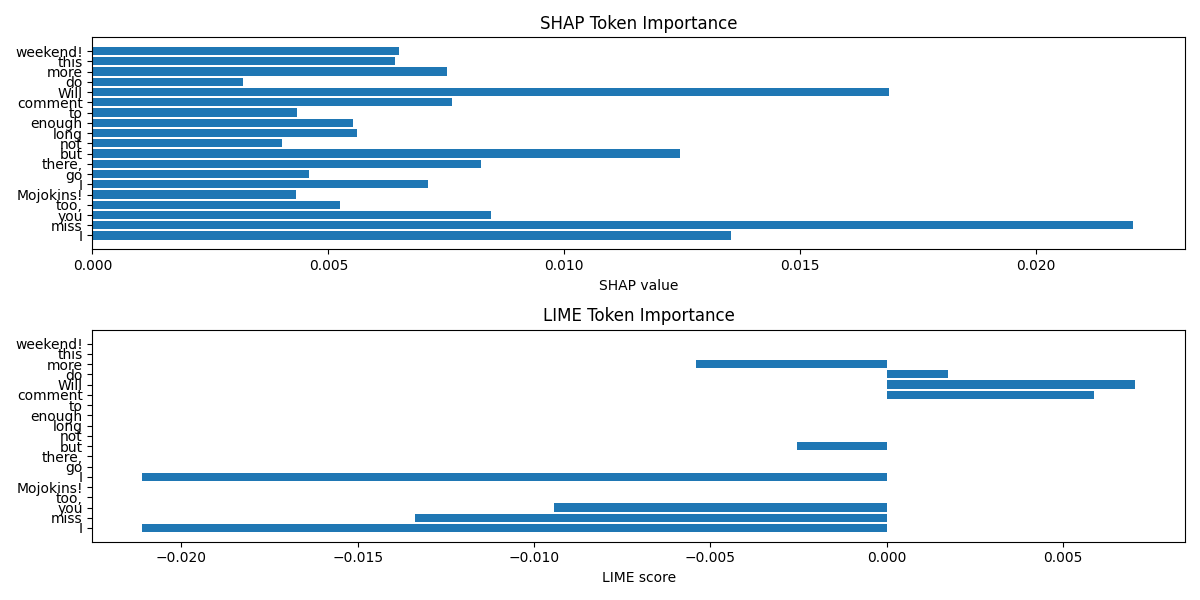 SHAP Token Importance
weekend!
this
more
do
Will
comment
to
enough
long
not
but
there,
go
I
Mojokins!
too,
you
miss
I
0.000 0.005 0.010 0.015 0.020
SHAP value
LIME Token Importance
weekend!
this
more
do
Will
comment
to
enough
long
not
but
there,
go
I
Mojokins!
too,
you
miss
I
−0.020 −0.015 −0.010 −0.005 0.000 0.005
LIME score